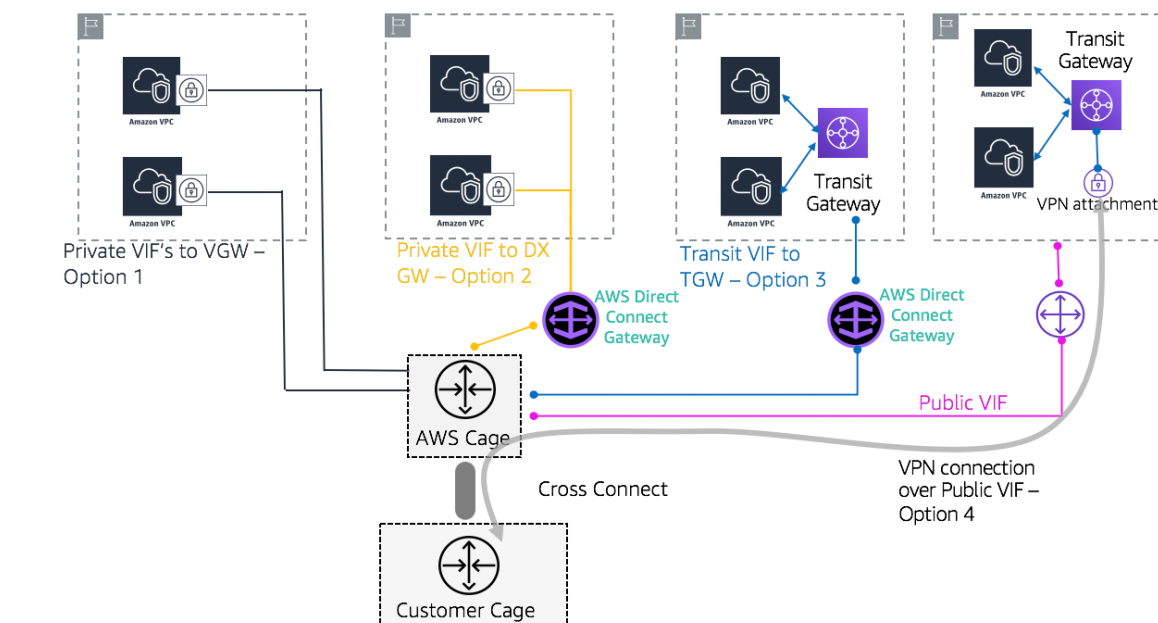 Amazon VPC
Amazon VPC
Private VIF's to VGW –
Option 1
Amazon VPC
Amazon VPC
Private VIF to DX
GW – Option 2
AWS Direct
Connect
Gateway
Amazon VPC
Amazon VPC
Transit
Gateway
Transit VIF to
TGW – Option 3
AWS Direct
Connect
Gateway
Amazon VPC
Amazon VPC
Transit
Gateway
VPN attachment
Public VIF
VPN connection
over Public VIF –
Option 4
AWS Cage
Cross Connect
Customer Cage